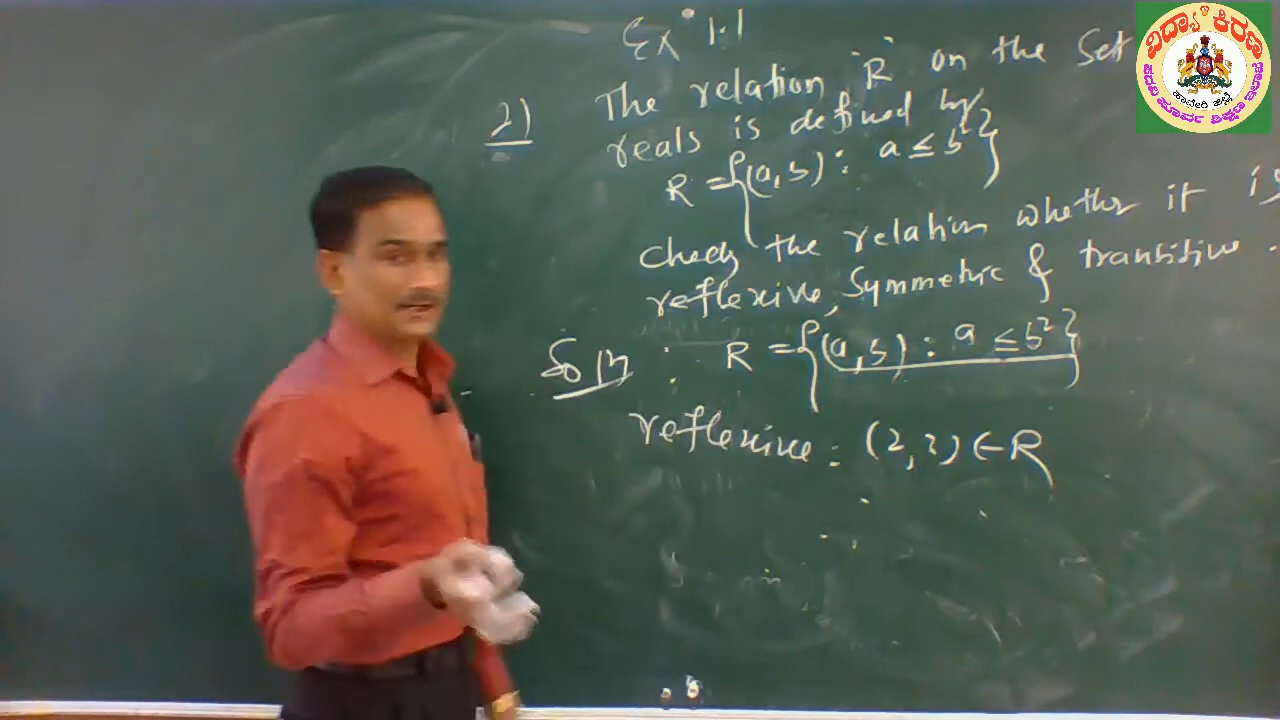 Ex 1.1
2) The relation 'R' on the Set
reals is defined by
R = {(a, b) : a ≤ b² }
Check the relation whether it is
reflexive, Symmetric & transitive.
Soln : R = {(a, b) : a ≤ b² }
reflexive : (2, 2) ∈ R
ವಿದ್ಯಾ ಕಿರಣ